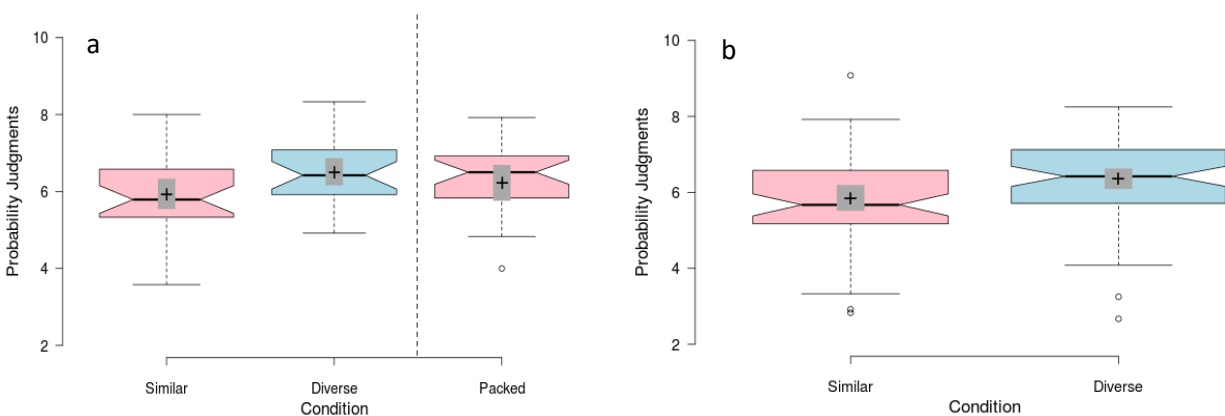 a
Probability Judgments
10
8
6
4
2
Similar
Diverse
Packed
Condition
b
Probability Judgments
10
8
6
4
2
Similar
Diverse
Condition